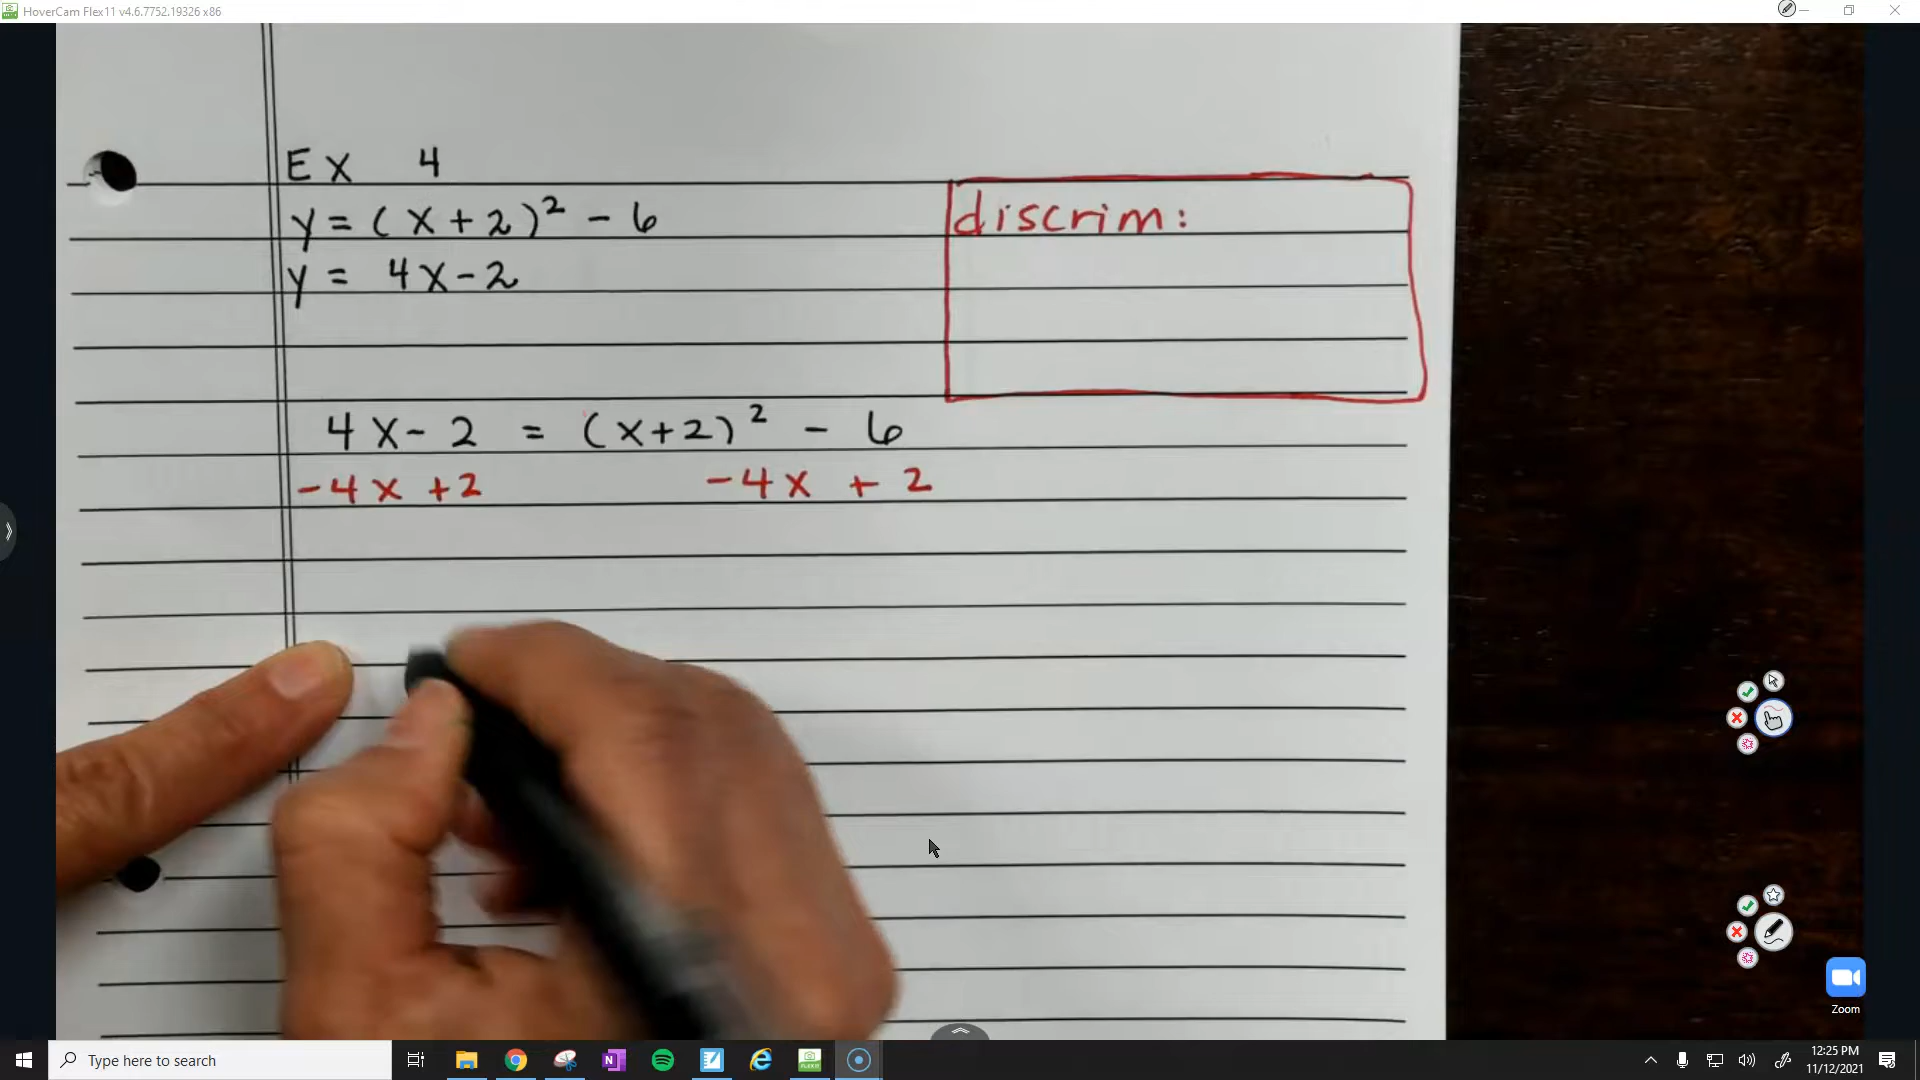 HoverCam Flex11 v4.6.7752.19326 x86
Ex 4
y = (x+2)² - 6
discrim:
y = 4x-2
4x-2 = (x+2)² - 6
-4x +2 -4x + 2
Zoom
Type here to search
12:25 PM
11/12/2021